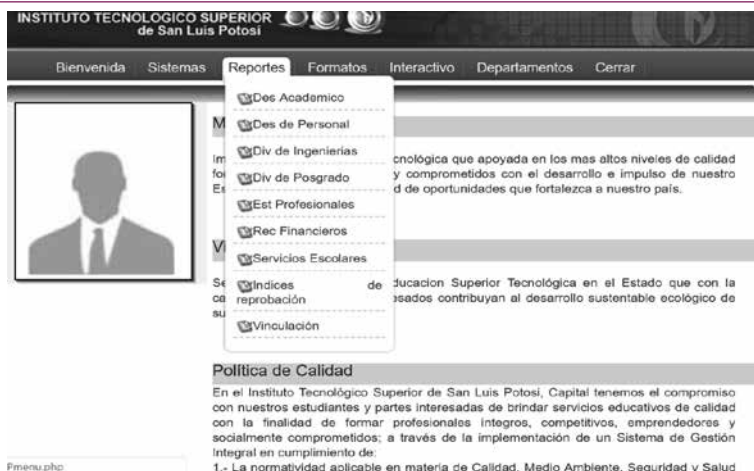 INSTITUTO TECNOLOGICO SUPERIOR
de San Luis Potosí
Bienvenida Sistemas Reportes Formatos Interactivo Departamentos Cerrar
Des Academico
Des de Personal
Div de Ingenierias
Div de Posgrado
Est Profesionales
Rec Financieros
Servicios Escolares
Indices de
reprobación
Vinculación
M
Im cnológica que apoyada en los mas altos niveles de calidad
fo y comprometidos con el desarrollo e impulso de nuestro
Es d de oportunidades que fortalezca a nuestro país.
Vi
Se ducacion Superior Tecnológica en el Estado que con la
ca esados contribuyan al desarrollo sustentable ecológico de
su
Política de Calidad
En el Instituto Tecnológico Superior de San Luis Potosí, Capital tenemos el compromiso
con nuestros estudiantes y partes interesadas de brindar servicios educativos de calidad
con la finalidad de formar profesionales íntegros, competitivos, emprendedores y
socialmente comprometidos; a través de la implementación de un Sistema de Gestión
Integral en cumplimiento de:
1.- La normatividad aplicable en materia de Calidad, Medio Ambiente, Seguridad y Salud
Pmenu.php